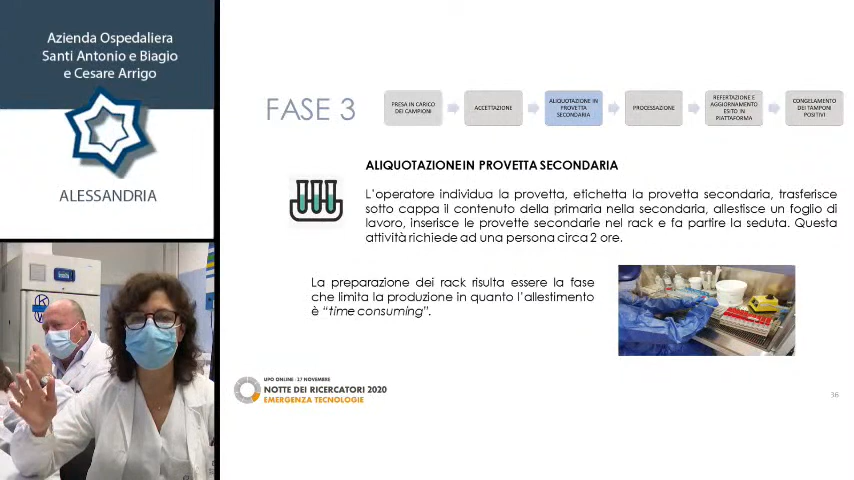 Azienda Ospedaliera
Santi Antonio e Biagio
e Cesare Arrigo
ALESSANDRIA
FASE 3
PRESA IN CARICO
DEI CAMPIONI
ACCETTAZIONE
ALIQUOTAZIONE IN
PROVETTA
SECONDARIA
PROCESSAZIONE
REFERTAZIONE E
AGGIORNAMENTO
ESITO IN
PIATTAFORMA
CONGELAMENTO
DEI TAMPONI
POSITIVI
ALIQUOTAZIONE IN PROVETTA SECONDARIA
L'operatore individua la provetta, etichetta la provetta secondaria, trasferisce
sotto cappa il contenuto della primaria nella secondaria, allestisce un foglio di
lavoro, inserisce le provette secondarie nel rack e fa partire la seduta. Questa
attività richiede ad una persona circa 2 ore.
La preparazione dei rack risulta essere la fase
che limita la produzione in quanto l'allestimento
è “time consuming”.
UPO ONLINE - 27 NOVEMBRE
NOTTE DEI RICERCATORI 2020
EMERGENZA TECNOLOGIE
36